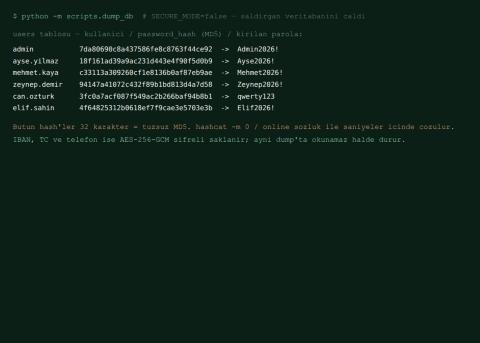 $ python -m scripts.dump_db # SECURE_MODE=false — saldirgan veritabanini caldi
users tablosu — kullanici / password_hash (MD5) / kirilan parola:
admin 7da80690c8a437586fe8c8763f44ce92 -> Admin2026!
ayse.yilmaz 18f161ad39a9ac231d443e4f90f5d0b9 -> Ayse2026!
mehmet.kaya c33113a309260cf1e8136b0af87eb9ae -> Mehmet2026!
zeynep.demir 94147a41072c432f89b1bd813d4a7d58 -> Zeynep2026!
can.ozturk 3fc0a7acf087f549ac2b266baf94b8b1 -> qwerty123
elif.sahin 4f64825312b0618ef7f9cae3e5703e3b -> Elif2026!
Butun hash'ler 32 karakter = tuzsuz MD5. hashcat -m 0 / online sozluk ile saniyeler icinde cozulur.
IBAN, TC ve telefon ise AES-256-GCM sifreli saklanir; ayni dump'ta okunamaz halde durur.